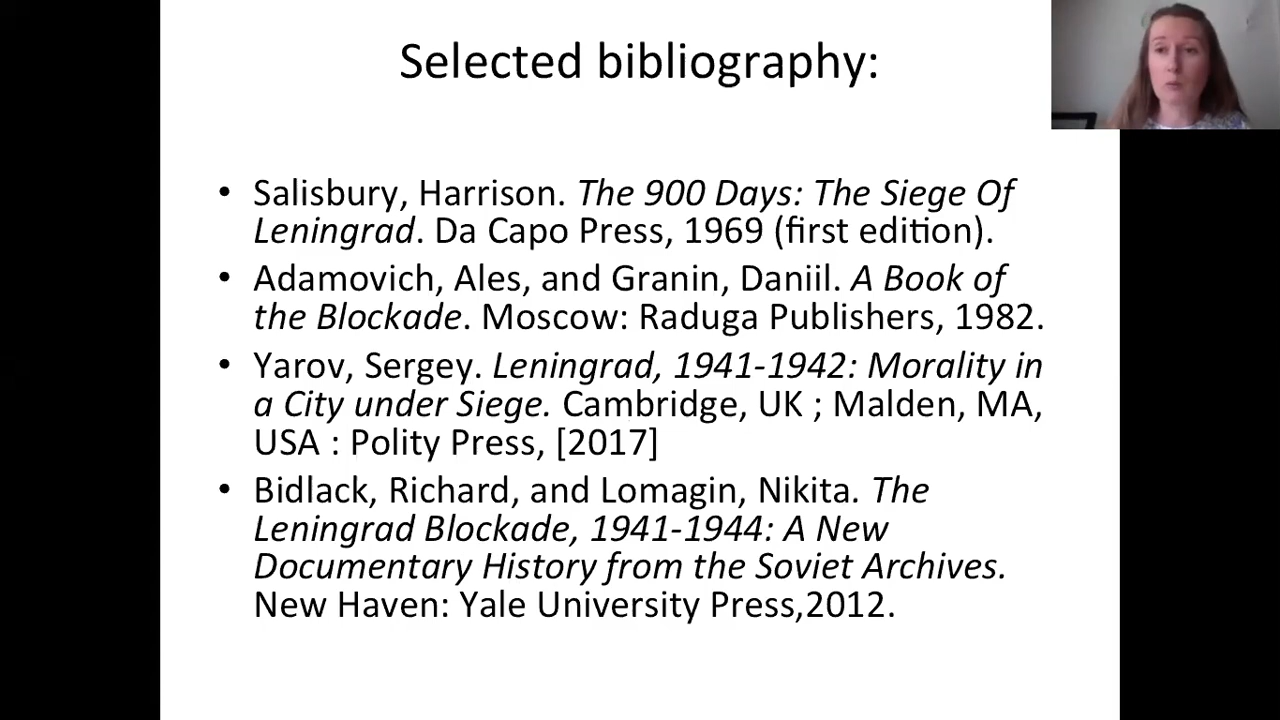 Selected bibliography:
• Salisbury, Harrison. The 900 Days: The Siege Of
Leningrad. Da Capo Press, 1969 (first edition).
• Adamovich, Ales, and Granin, Daniil. A Book of
the Blockade. Moscow: Raduga Publishers, 1982.
• Yarov, Sergey. Leningrad, 1941-1942: Morality in
a City under Siege. Cambridge, UK ; Malden, MA,
USA : Polity Press, [2017]
• Bidlack, Richard, and Lomagin, Nikita. The
Leningrad Blockade, 1941-1944: A New
Documentary History from the Soviet Archives.
New Haven: Yale University Press,2012.